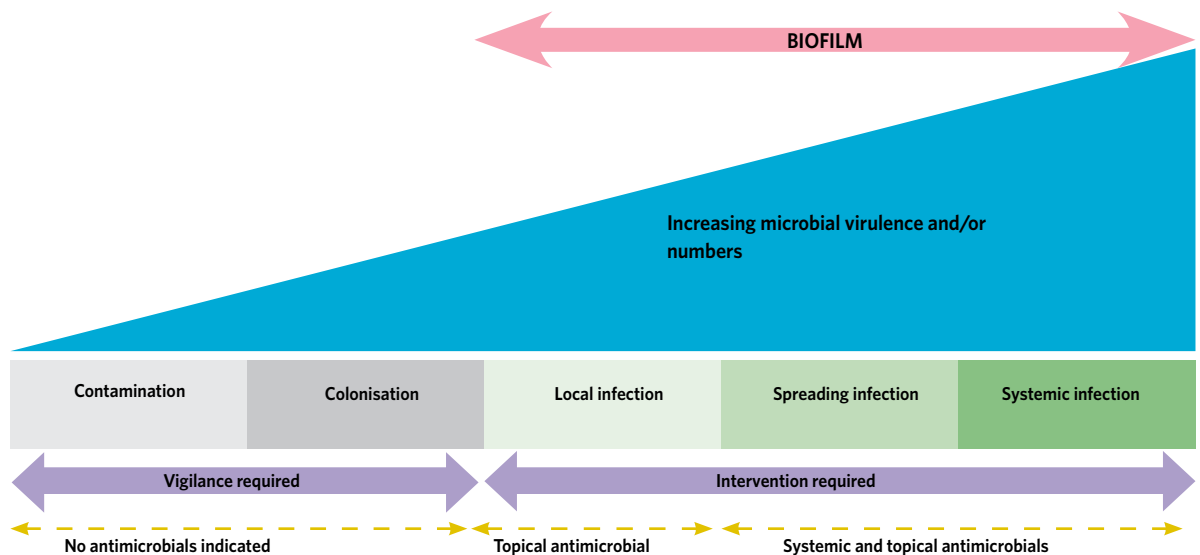 BIOFILM
Increasing microbial virulence and/or
numbers
Contamination
Colonisation
Local infection
Spreading infection
Systemic infection
Vigilance required
Intervention required
No antimicrobials indicated
Topical antimicrobial
Systemic and topical antimicrobials